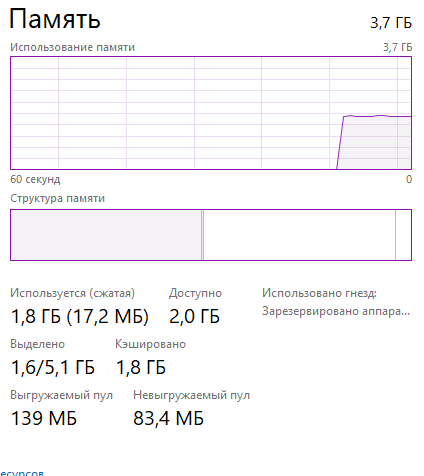 Память 3,7 ГБ
Использование памяти 3,7 ГБ
60 секунд 0
Структура памяти
Используется (сжатая) Доступно Использовано гнезд:
1,8 ГБ (17,2 МБ) 2,0 ГБ Зарезервировано аппара...
Выделено Кэшировано
1,6/5,1 ГБ 1,8 ГБ
Выгружаемый пул Невыгружаемый пул
139 МБ 83,4 МБ